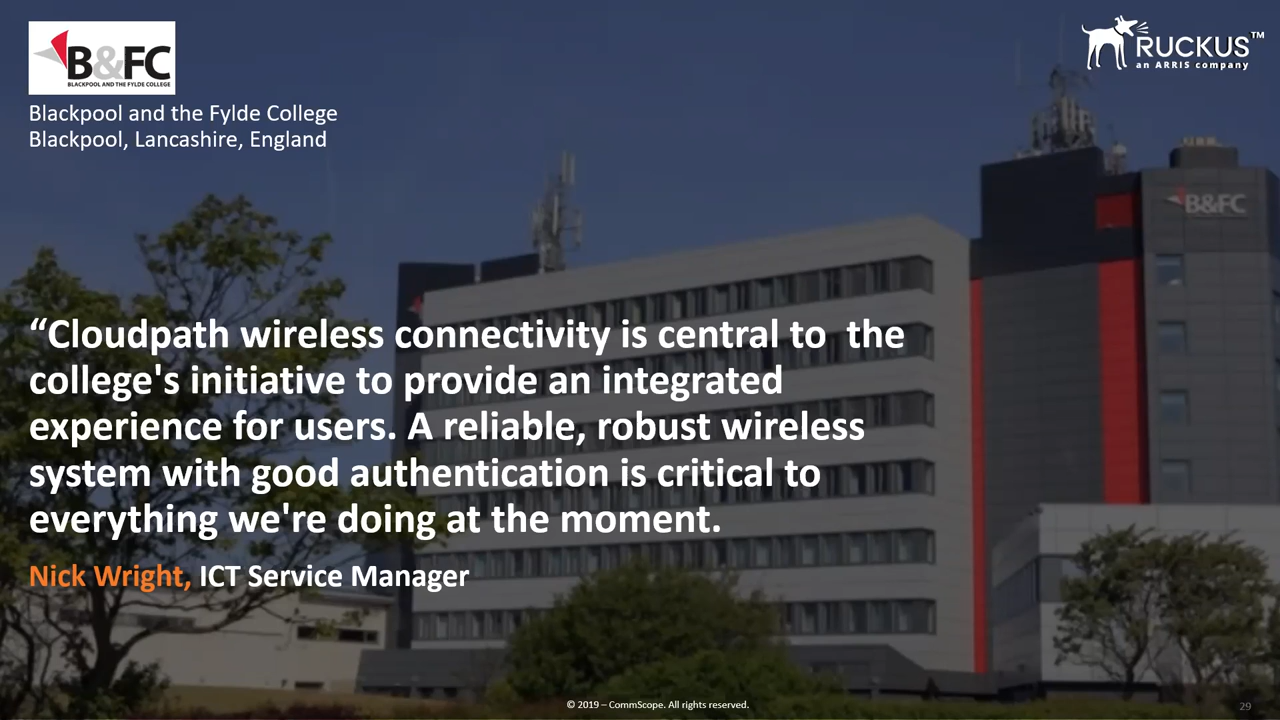 B&FC
BLACKPOOL AND THE FYLDE COLLEGE
RUCKUS™
an ARRIS company
Blackpool and the Fylde College
Blackpool, Lancashire, England
B&FC
“Cloudpath wireless connectivity is central to  the
college's initiative to provide an integrated
experience for users. A reliable, robust wireless
system with good authentication is critical to
everything we're doing at the moment.
Nick Wright, ICT Service Manager
© 2019 – CommScope. All rights reserved.
29